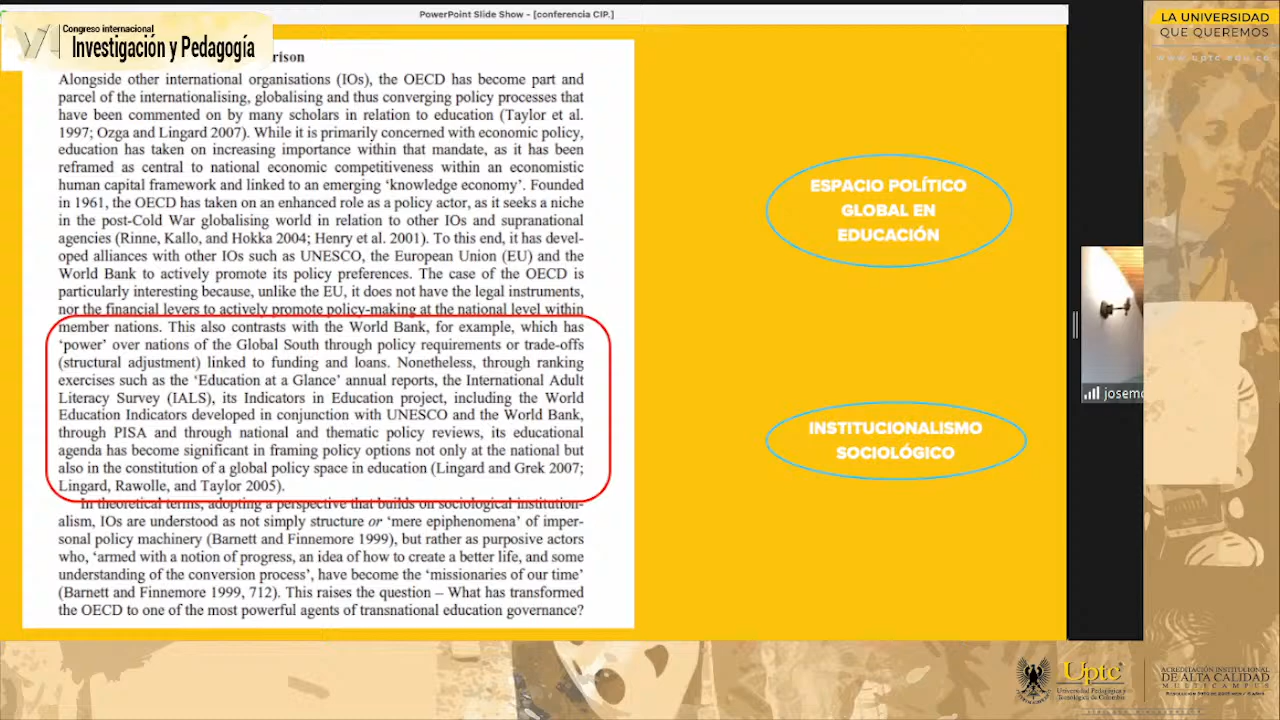 PowerPoint Slide Show - [conferencia CIP.]
Congreso internacional
Investigación y Pedagogía
LA UNIVERSIDAD
QUE QUEREMOS
www.uptc.edu.co
Alongside other international organisations (IOs), the OECD has become part and
parcel of the internationalising, globalising and thus converging policy processes that
have been commented on by many scholars in relation to education (Taylor et al.
1997; Ozga and Lingard 2007). While it is primarily concerned with economic policy,
education has taken on increasing importance within that mandate, as it has been
reframed as central to national economic competitiveness within an economistic
human capital framework and linked to an emerging ‘knowledge economy’. Founded
in 1961, the OECD has taken on an enhanced role as a policy actor, as it seeks a niche
in the post-Cold War globalising world in relation to other IOs and supranational
agencies (Rinne, Kallo, and Hokka 2004; Henry et al. 2001). To this end, it has devel-
oped alliances with other IOs such as UNESCO, the European Union (EU) and the
World Bank to actively promote its policy preferences. The case of the OECD is
particularly interesting because, unlike the EU, it does not have the legal instruments,
nor the financial levers to actively promote policy-making at the national level within
member nations. This also contrasts with the World Bank, for example, which has
‘power’ over nations of the Global South through policy requirements or trade-offs
(structural adjustment) linked to funding and loans. Nonetheless, through ranking
exercises such as the ‘Education at a Glance’ annual reports, the International Adult
Literacy Survey (IALS), its Indicators in Education project, including the World
Education Indicators developed in conjunction with UNESCO and the World Bank,
through PISA and through national and thematic policy reviews, its educational
agenda has become significant in framing policy options not only at the national but
also in the constitution of a global policy space in education (Lingard and Grek 2007;
Lingard, Rawolle, and Taylor 2005).
In theoretical terms, adopting a perspective that builds on sociological institution-
alism, IOs are understood as not simply structure or ‘mere epiphenomena’ of imper-
sonal policy machinery (Barnett and Finnemore 1999), but rather as purposive actors
who, ‘armed with a notion of progress, an idea of how to create a better life, and some
understanding of the conversion process’, have become the ‘missionaries of our time’
(Barnett and Finnemore 1999, 712). This raises the question – What has transformed
the OECD to one of the most powerful agents of transnational education governance?
ESPACIO POLÍTICO
GLOBAL EN
EDUCACIÓN
INSTITUCIONALISMO
SOCIOLÓGICO
Uptc
Universidad Pedagógica y
Tecnológica de Colombia
ACREDITACIÓN INSTITUCIONAL
DE ALTA CALIDAD
MULTICAMPUS